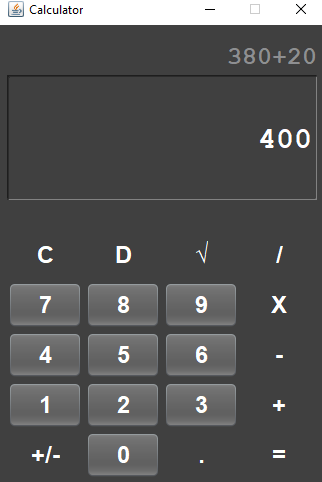 Calculator
380+20
400
C D √ /
7 8 9 X
4 5 6 -
1 2 3 +
+/- 0 . =